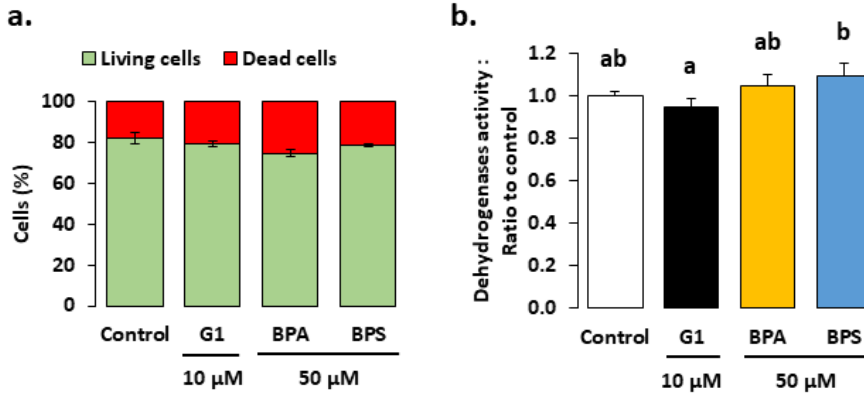 a.
Living cells Dead cells
Cells (%)
100
80
60
40
20
0
Control G1 BPA BPS
10 µM 50 µM
b.
Dehydrogenases activity :
Ratio to control
1.2
1.0
0.8
0.6
0.4
0.2
0.0
ab a ab b
Control G1 BPA BPS
10 µM 50 µM